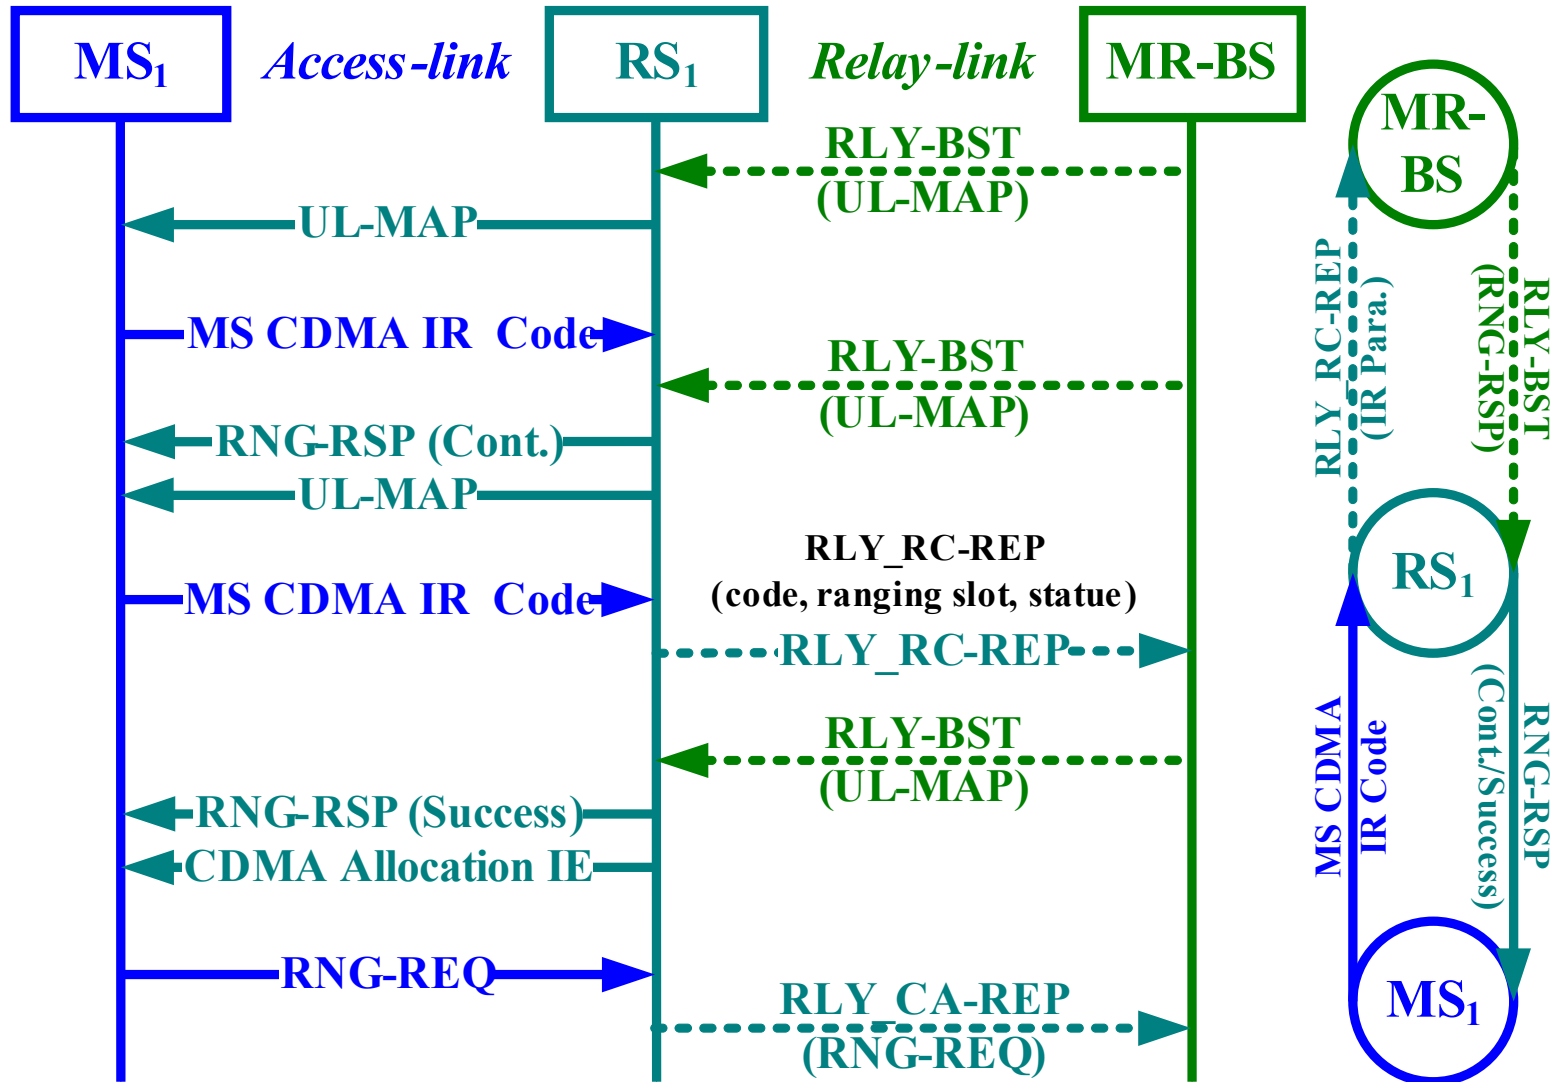 MS₁
Access-link
RS₁
Relay-link
MR-BS
RLY-BST
(UL-MAP)
UL-MAP
MS CDMA IR Code
RLY-BST
(UL-MAP)
RNG-RSP (Cont.)
UL-MAP
RLY_RC-REP
(code, ranging slot, statue)
MS CDMA IR Code
RLY_RC-REP
RLY-BST
(UL-MAP)
RNG-RSP (Success)
CDMA Allocation IE
RNG-REQ
RLY_CA-REP
(RNG-REQ)
MR-
BS
RLY_RC-REP
(IR Para.)
RLY-BST
(RNG-RSP)
RS₁
MS CDMA
IR Code
RNG-RSP
(Cont./Success)
MS₁